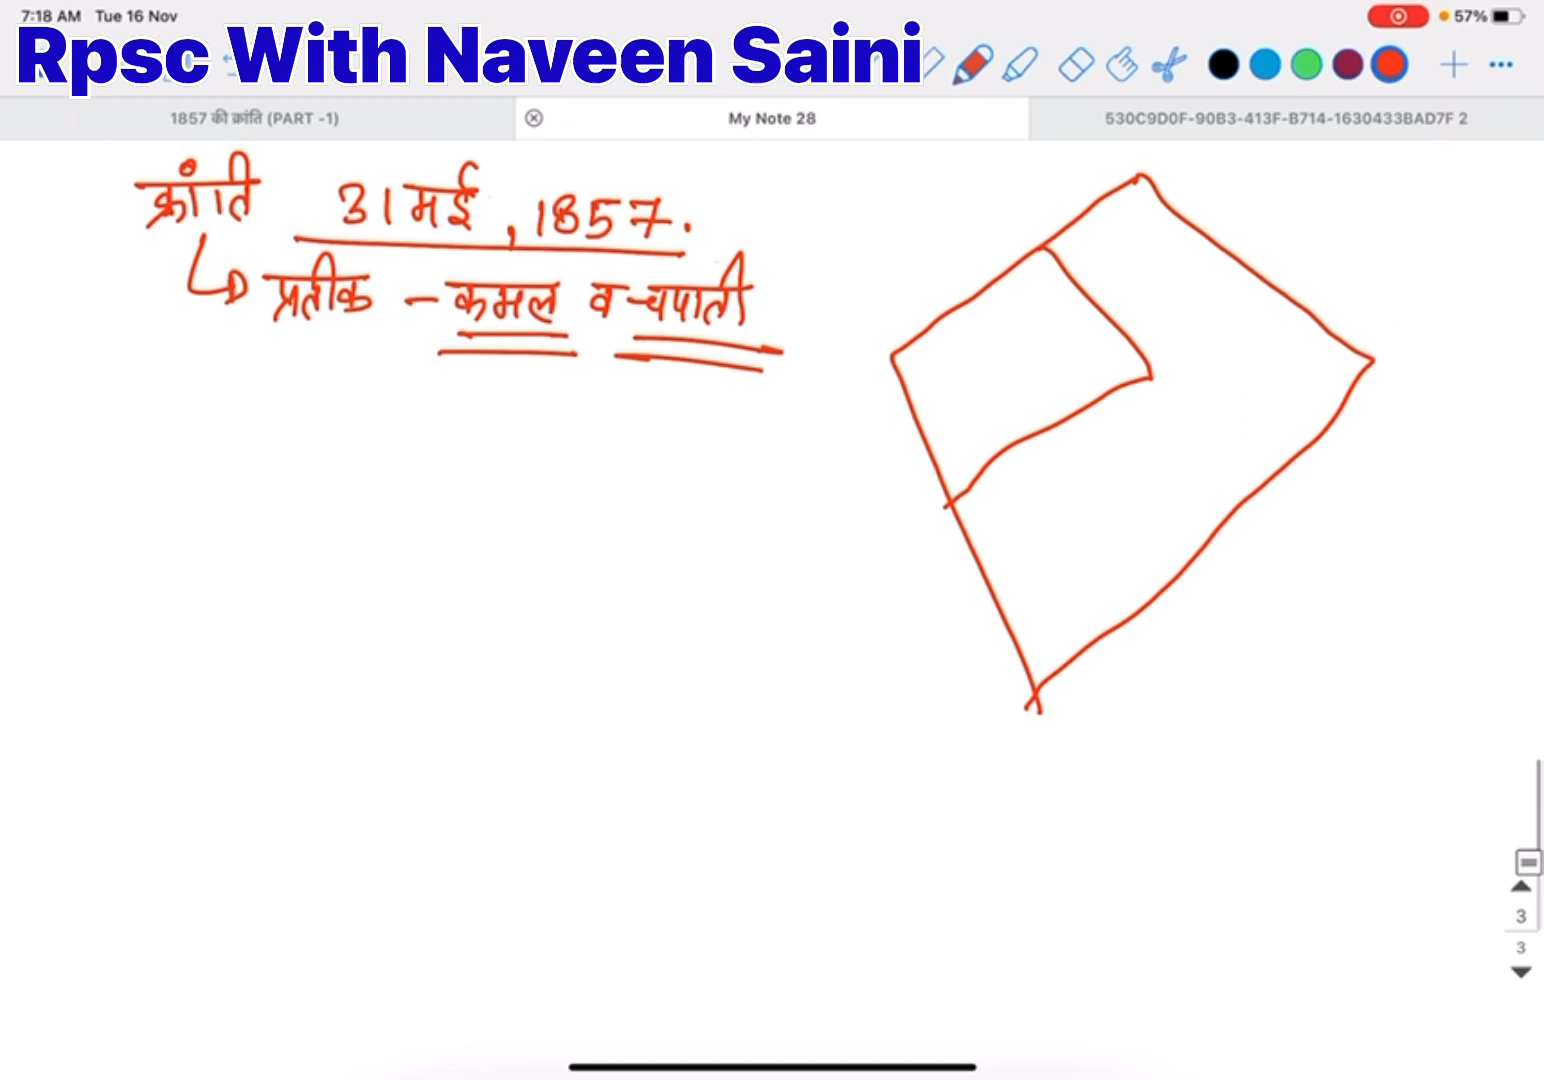 7:18 AM Tue 16 Nov
57%
Rpsc With Naveen Saini
1857 की क्रांति (PART -1)
My Note 28
530C9D0F-90B3-413F-B714-1630433BAD7F 2
क्रांति 31 मई, 1857.
प्रतीक - कमल व चपाती
3
3